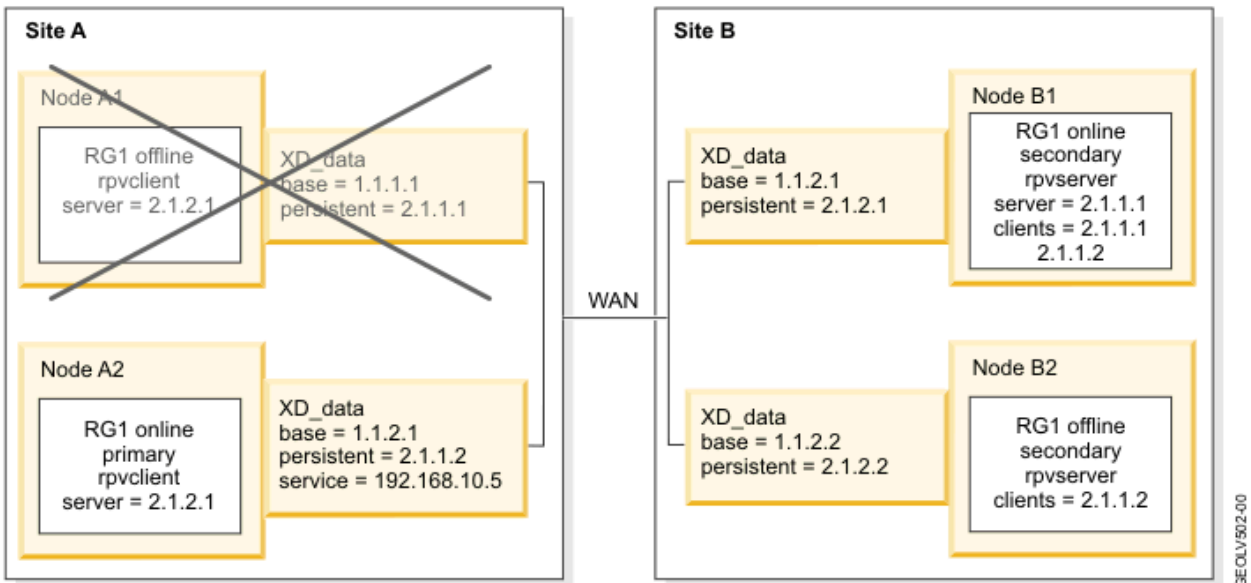 Site A
Node A1
RG1 offline
rpvclient
server = 2.1.2.1
XD_data
base = 1.1.1.1
persistent = 2.1.1.1
Node A2
RG1 online
primary
rpvclient
server = 2.1.2.1
XD_data
base = 1.1.2.1
persistent = 2.1.1.2
service = 192.168.10.5
WAN
Site B
XD_data
base = 1.1.2.1
persistent = 2.1.2.1
Node B1
RG1 online
secondary
rpvserver
server = 2.1.1.1
clients = 2.1.1.1
2.1.1.2
XD_data
base = 1.1.2.2
persistent = 2.1.2.2
Node B2
RG1 offline
secondary
rpvserver
clients = 2.1.1.2